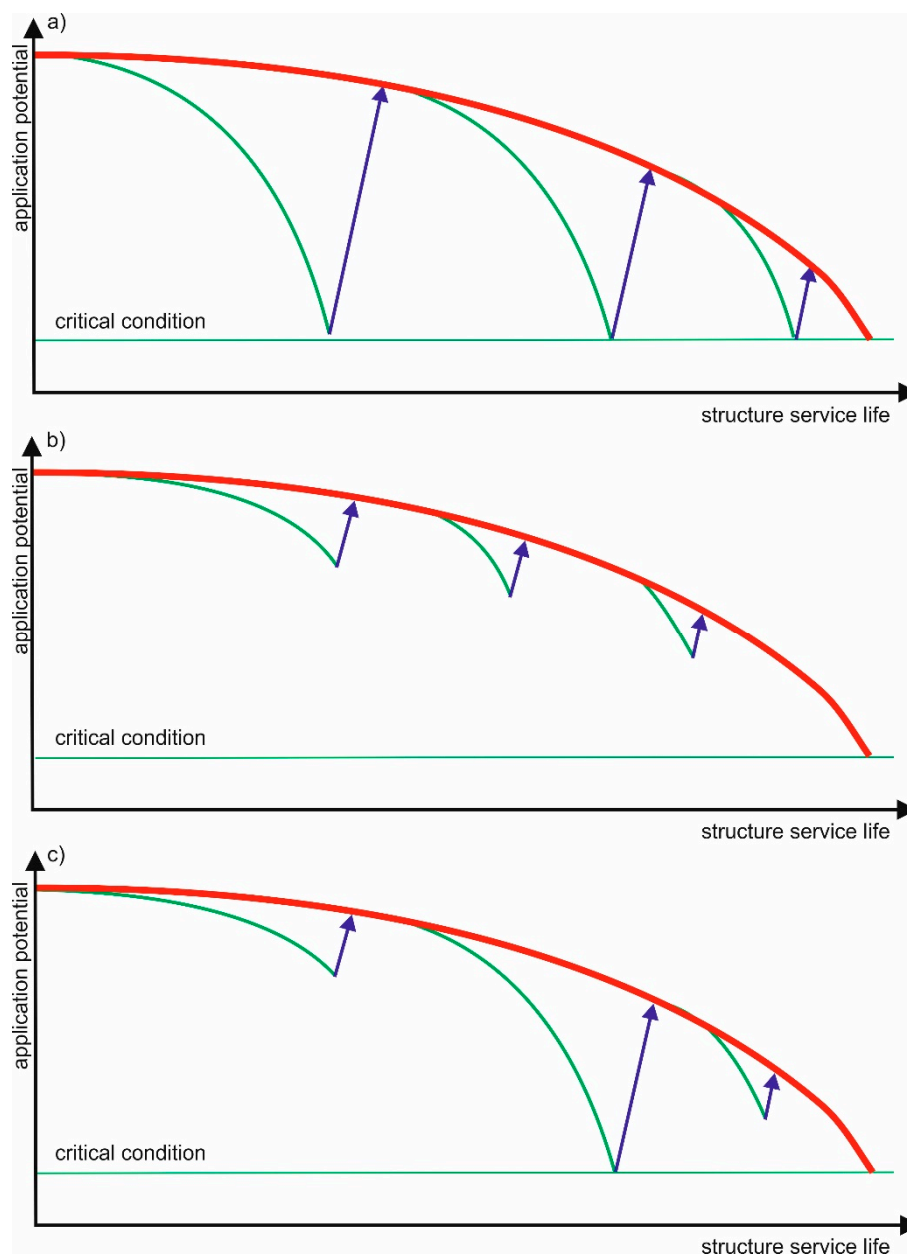 a)
application potential
critical condition
structure service life
b)
application potential
critical condition
structure service life
c)
application potential
critical condition
structure service life